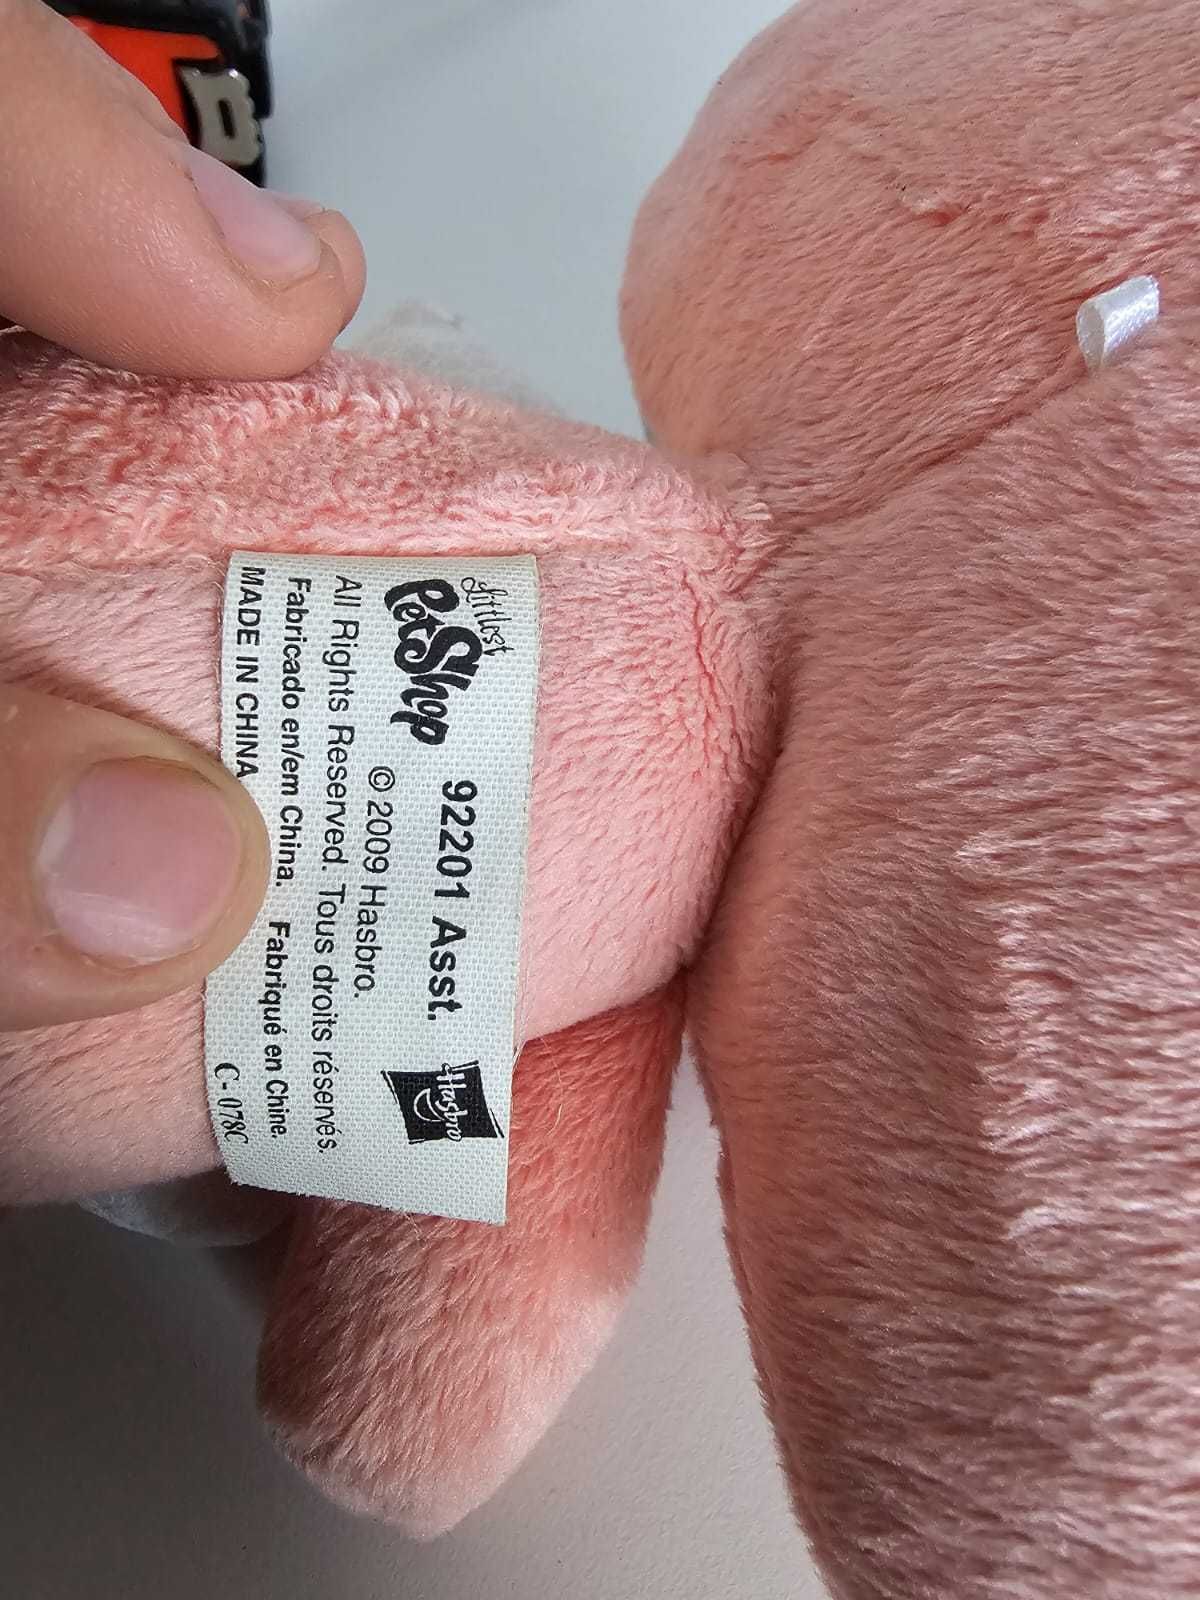 Littlest
PetShop 92201 Asst. Hasbro
© 2009 Hasbro.
All Rights Reserved. Tous droits réservés.
Fabricado en/em China. Fabriqué en Chine.
MADE IN CHINA C-078C